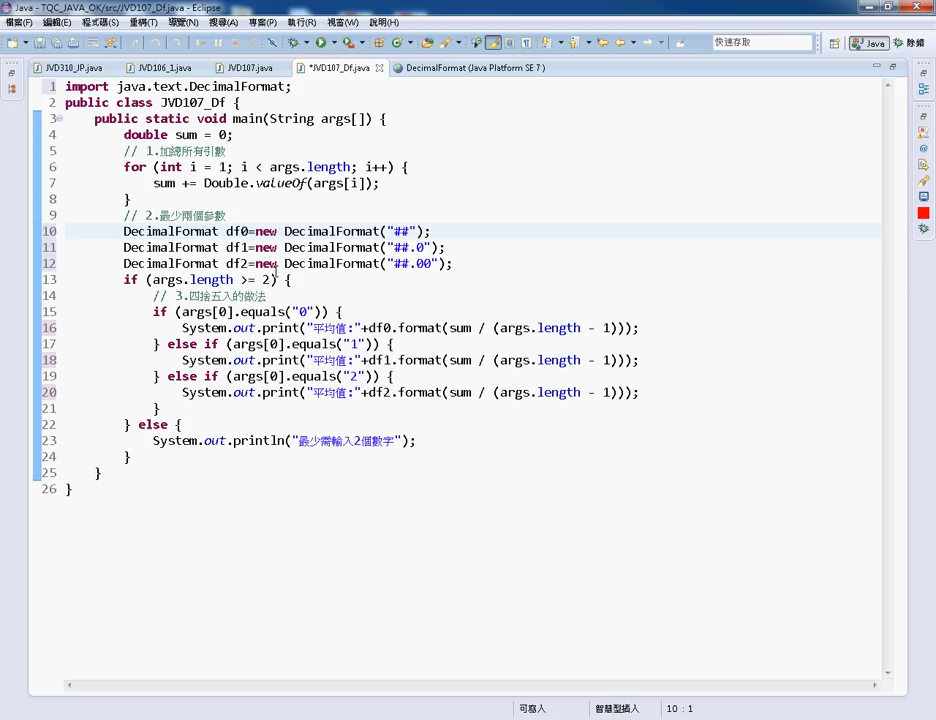 Java - TQC_JAVA_OK/src/JVD107_Df.java - Eclipse
檔案(F) 編輯(E) 程式碼(S) 重構(T) 導覽(N) 搜尋(A) 專案(P) 執行(R) 視窗(W) 說明(H)
快速存取 Java 除錯
JVD310_JP.java JVD106_1.java JVD107.java *JVD107_Df.java DecimalFormat (Java Platform SE 7 )
1 import java.text.DecimalFormat;
2 public class JVD107_Df {
3 public static void main(String args[]) {
4 double sum = 0;
5 // 1.加總所有引數
6 for (int i = 1; i < args.length; i++) {
7 sum += Double.valueOf(args[i]);
8 }
9 // 2.最少兩個參數
10 DecimalFormat df0=new DecimalFormat("##");
11 DecimalFormat df1=new DecimalFormat("##.0");
12 DecimalFormat df2=new DecimalFormat("##.00");
13 if (args.length >= 2) {
14 // 3.四捨五入的做法
15 if (args[0].equals("0")) {
16 System.out.print("平均值:"+df0.format(sum / (args.length - 1)));
17 } else if (args[0].equals("1")) {
18 System.out.print("平均值:"+df1.format(sum / (args.length - 1)));
19 } else if (args[0].equals("2")) {
20 System.out.print("平均值:"+df2.format(sum / (args.length - 1)));
21 }
22 } else {
23 System.out.println("最少需輸入2個數字");
24 }
25 }
26 }
可寫入 智慧型插入 10 : 1